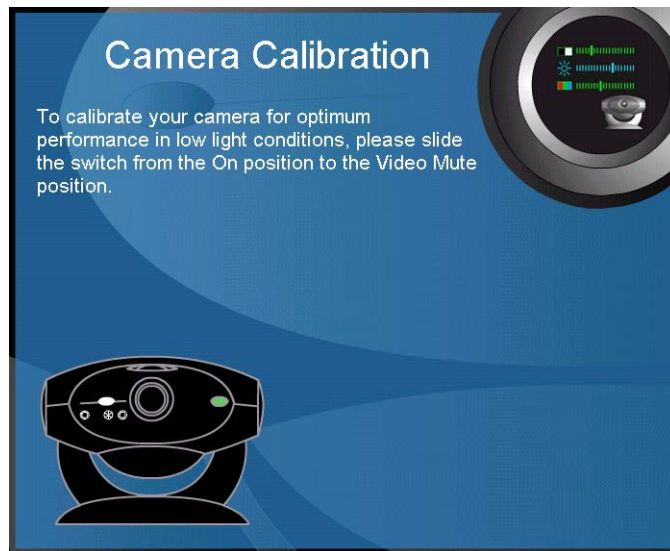 Camera Calibration
To calibrate your camera for optimum
performance in low light conditions, please slide
the switch from the On position to the Video Mute
position.